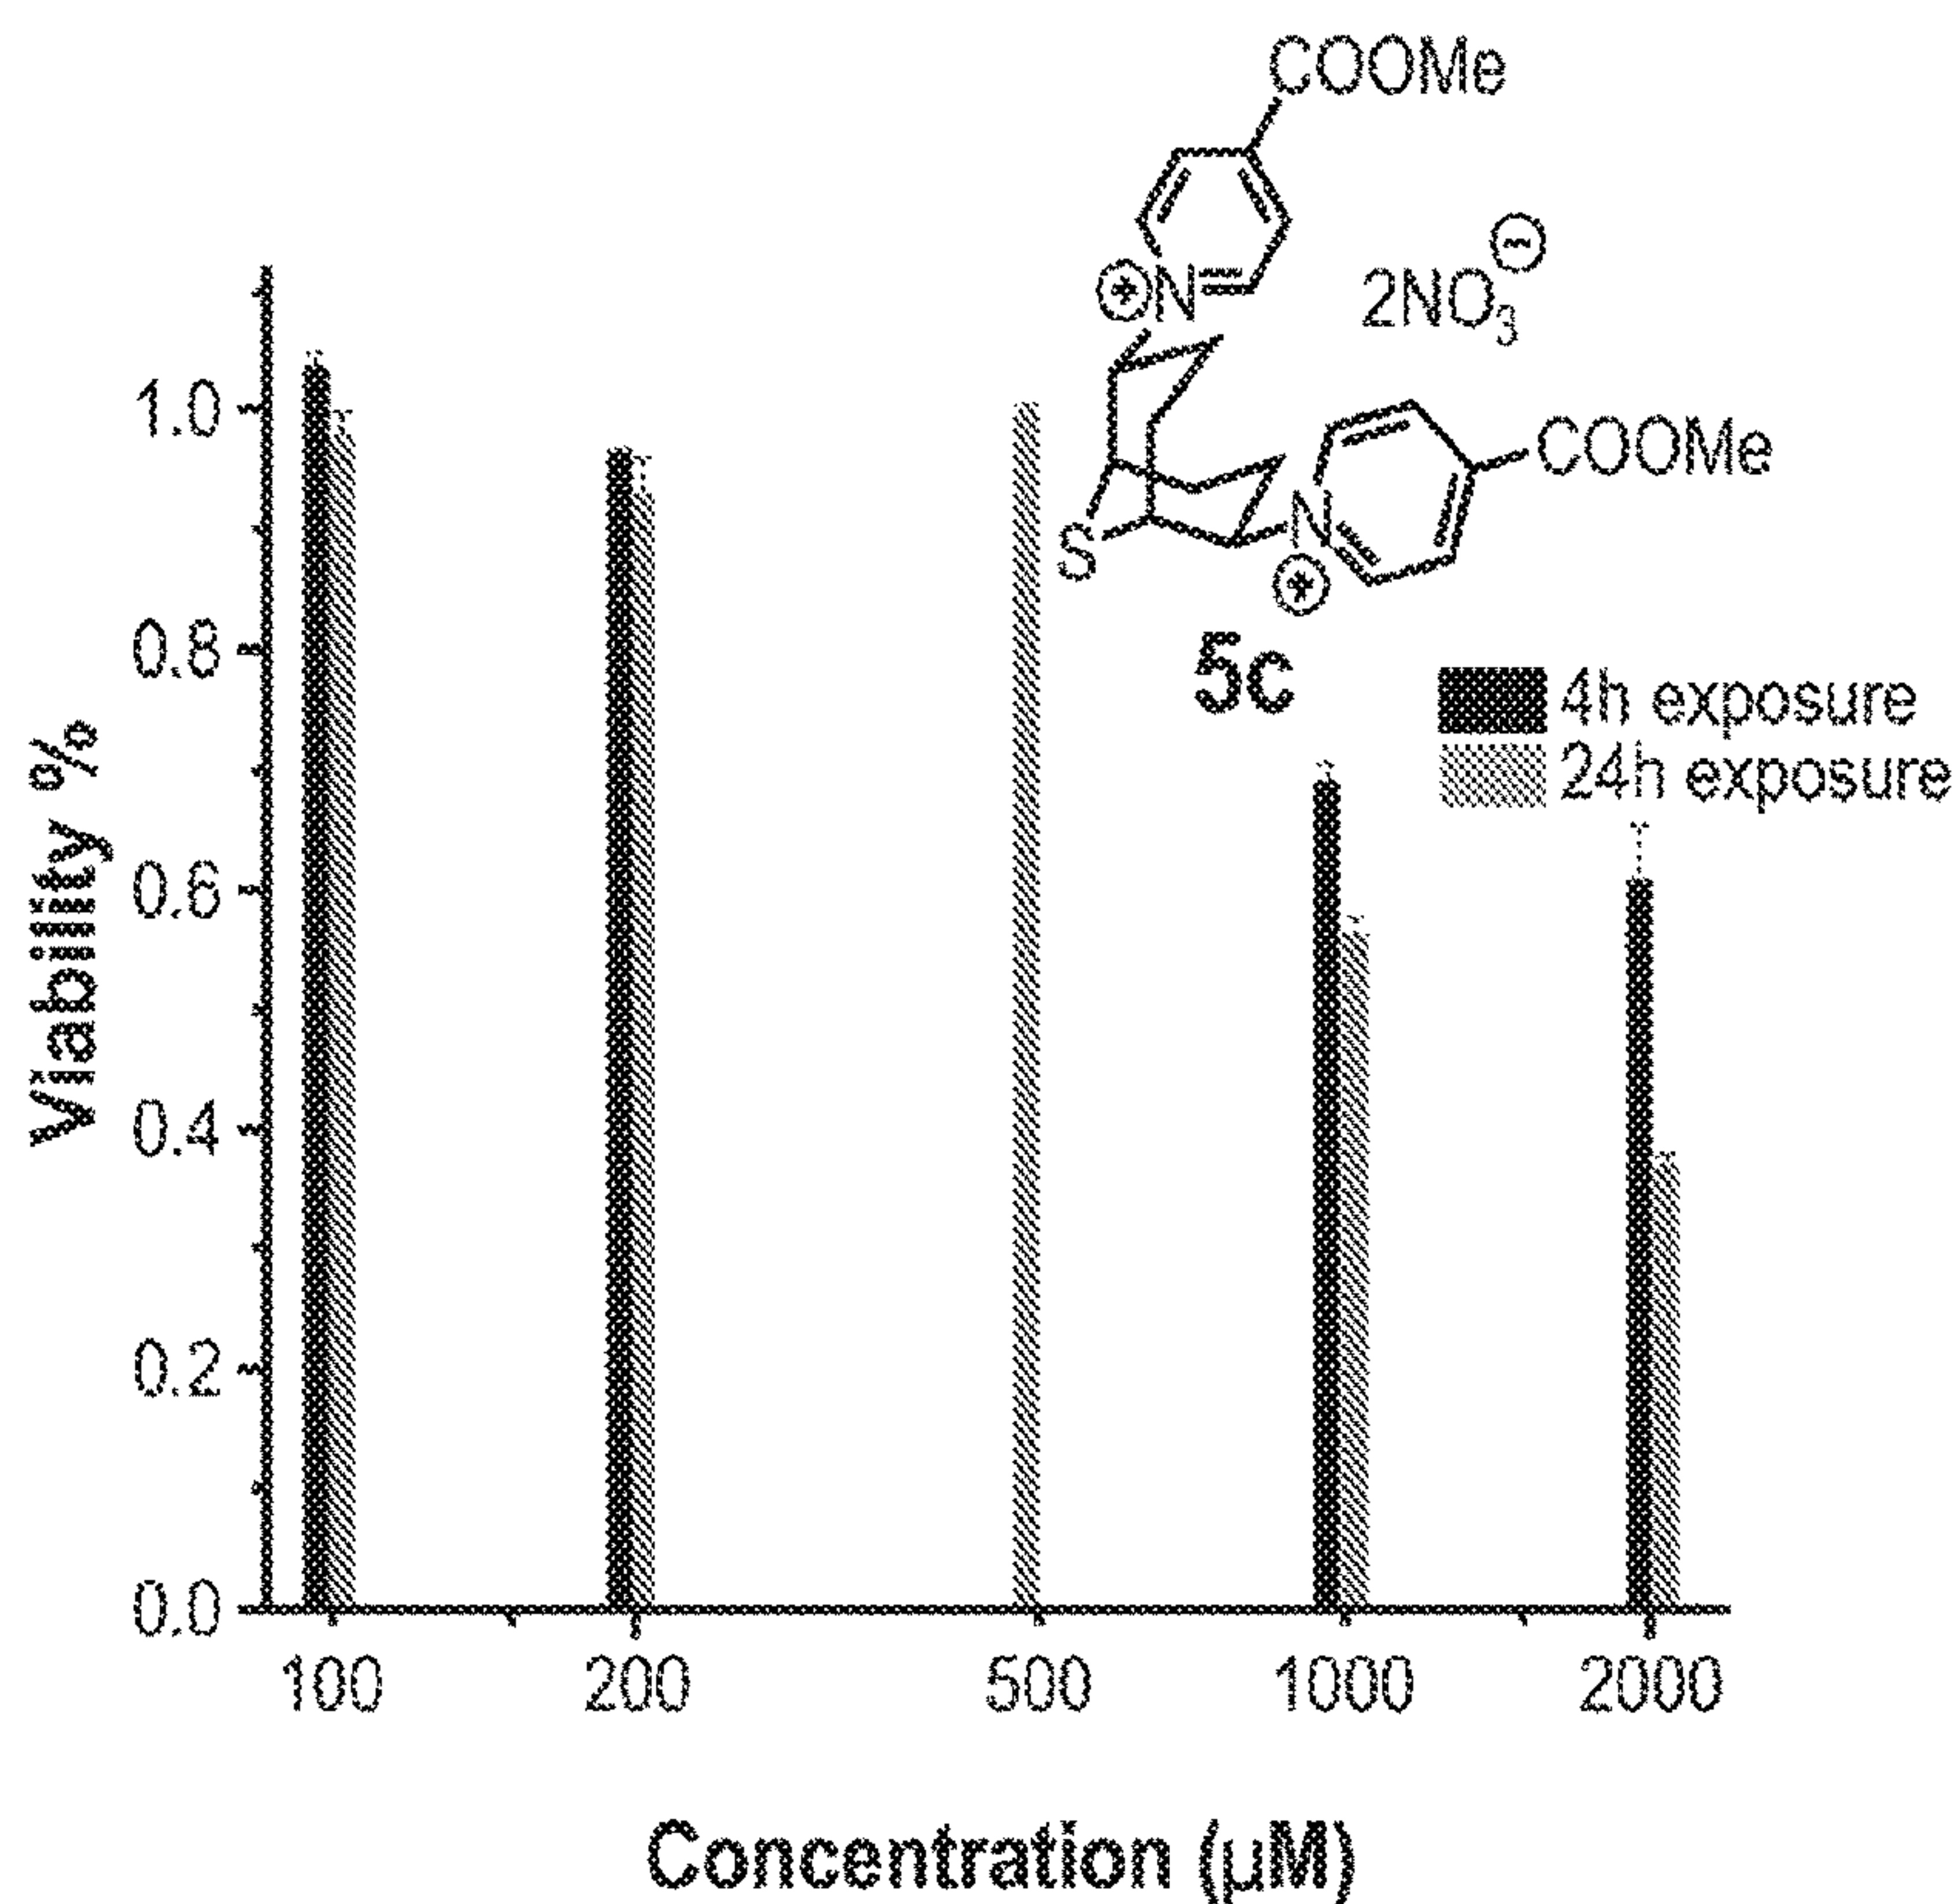 COOMe
⊕N
2NO3⊖
COOMe
N⊕
S
5c
4h exposure
24h exposure
Viability %
1.0
0.8
0.6
0.4
0.2
0.0
100 200 500 1000 2000
Concentration (μM)